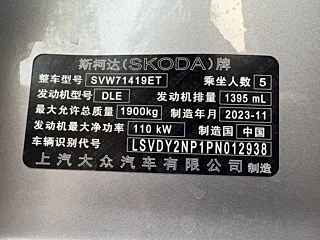 斯柯达(SKODA)牌
整车型号 SVW71419ET 乘坐人数 5
发动机型号 DLE 发动机排量 1395 mL
最大允许总质量 1900kg 制造年月 2023-11
发动机最大净功率 110 kW 制造国 中国
车辆识别代号 LSVDY2NP1PN012938
上汽大众汽车有限公司 制造